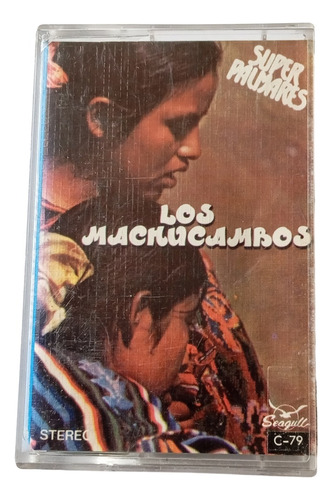 SUPER
PALMARES
LOS
MACHUCAMBOS
STEREO
Seagull
C-79